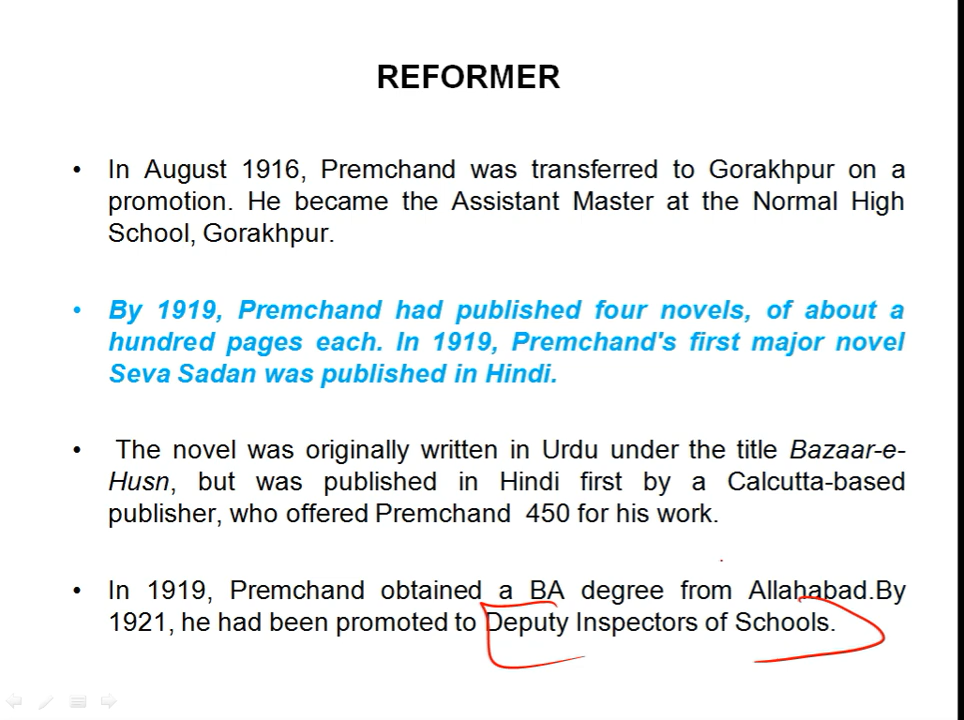 REFORMER
• In August 1916, Premchand was transferred to Gorakhpur on a
promotion. He became the Assistant Master at the Normal High
School, Gorakhpur.
• By 1919, Premchand had published four novels, of about a
hundred pages each. In 1919, Premchand's first major novel
Seva Sadan was published in Hindi.
• The novel was originally written in Urdu under the title Bazaar-e-
Husn, but was published in Hindi first by a Calcutta-based
publisher, who offered Premchand 450 for his work.
• In 1919, Premchand obtained a BA degree from Allahabad.By
1921, he had been promoted to Deputy Inspectors of Schools.